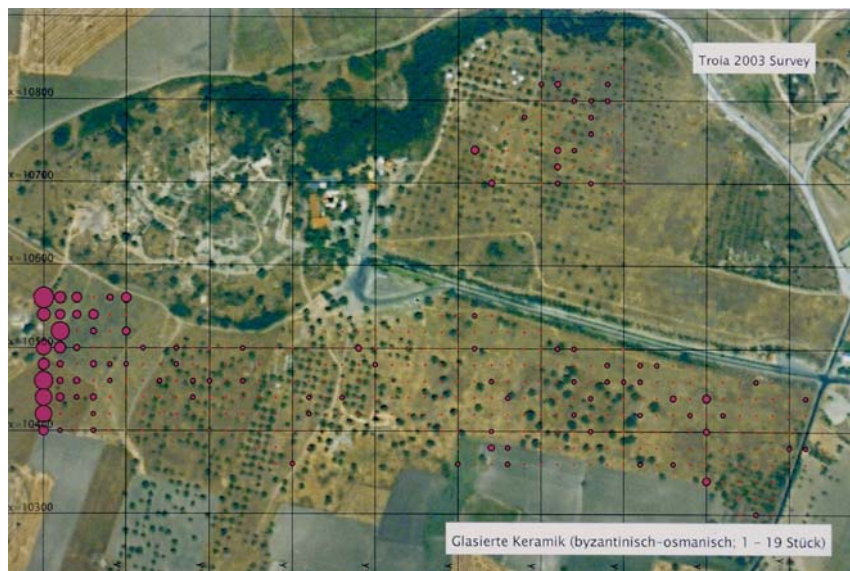 Troia 2003 Survey
x-10800
x-10700
x-10600
x-10500
x-10400
x-10300
Glasierte Keramik (byzantinisch-osmanisch; 1 - 19 Stück)